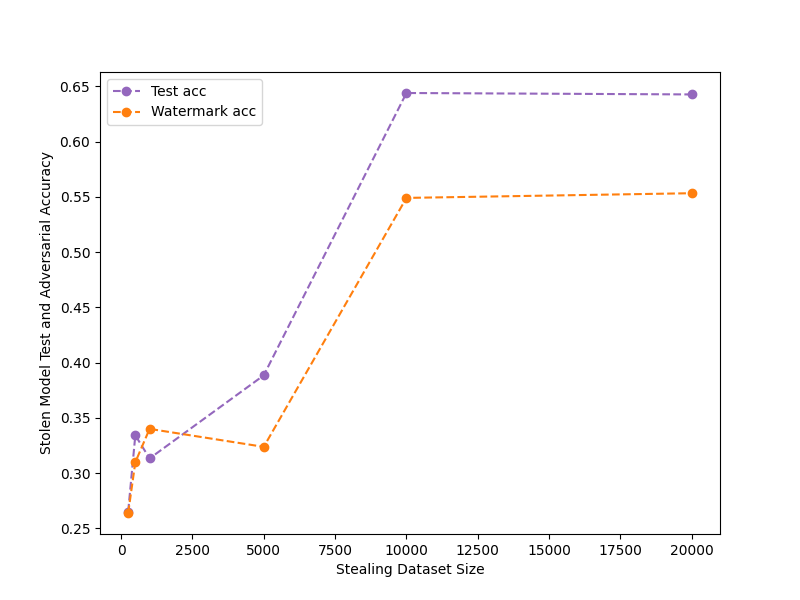 Test acc
Watermark acc
Stolen Model Test and Adversarial Accuracy
0.65
0.60
0.55
0.50
0.45
0.40
0.35
0.30
0.25
0 2500 5000 7500 10000 12500 15000 17500 20000
Stealing Dataset Size